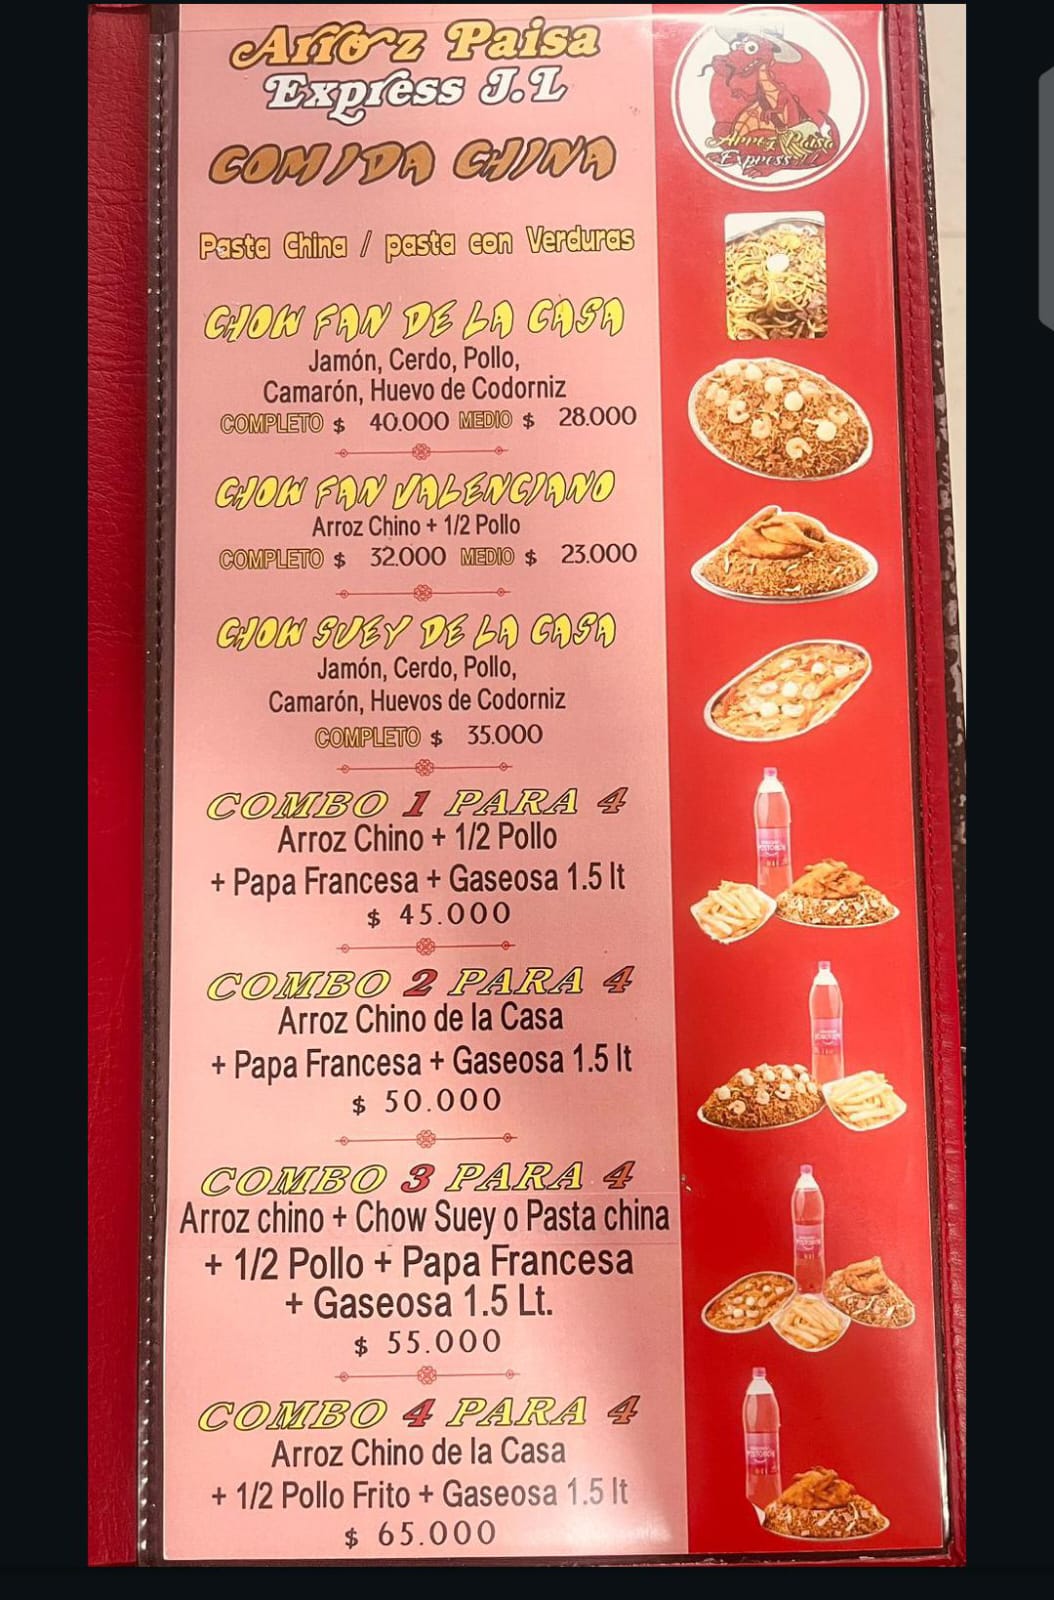 Arroz Paisa
Express J.L
COMIDA CHINA
Pasta China / pasta con Verduras
CHOW FAN DE LA CASA
Jamón, Cerdo, Pollo,
Camarón, Huevo de Codorniz
COMPLETO $ 40.000 MEDIO $ 28.000
CHOW FAN VALENCIANO
Arroz Chino + 1/2 Pollo
COMPLETO $ 32.000 MEDIO $ 23.000
CHOW SUEY DE LA CASA
Jamón, Cerdo, Pollo,
Camarón, Huevos de Codorniz
COMPLETO $ 35.000
COMBO 1 PARA 4
Arroz Chino + 1/2 Pollo
+ Papa Francesa + Gaseosa 1.5 lt
$ 45.000
COMBO 2 PARA 4
Arroz Chino de la Casa
+ Papa Francesa + Gaseosa 1.5 lt
$ 50.000
COMBO 3 PARA 4
Arroz chino + Chow Suey o Pasta china
+ 1/2 Pollo + Papa Francesa
+ Gaseosa 1.5 Lt.
$ 55.000
COMBO 4 PARA 4
Arroz Chino de la Casa
+ 1/2 Pollo Frito + Gaseosa 1.5 lt
$ 65.000
Arroz Paisa
Express J.L